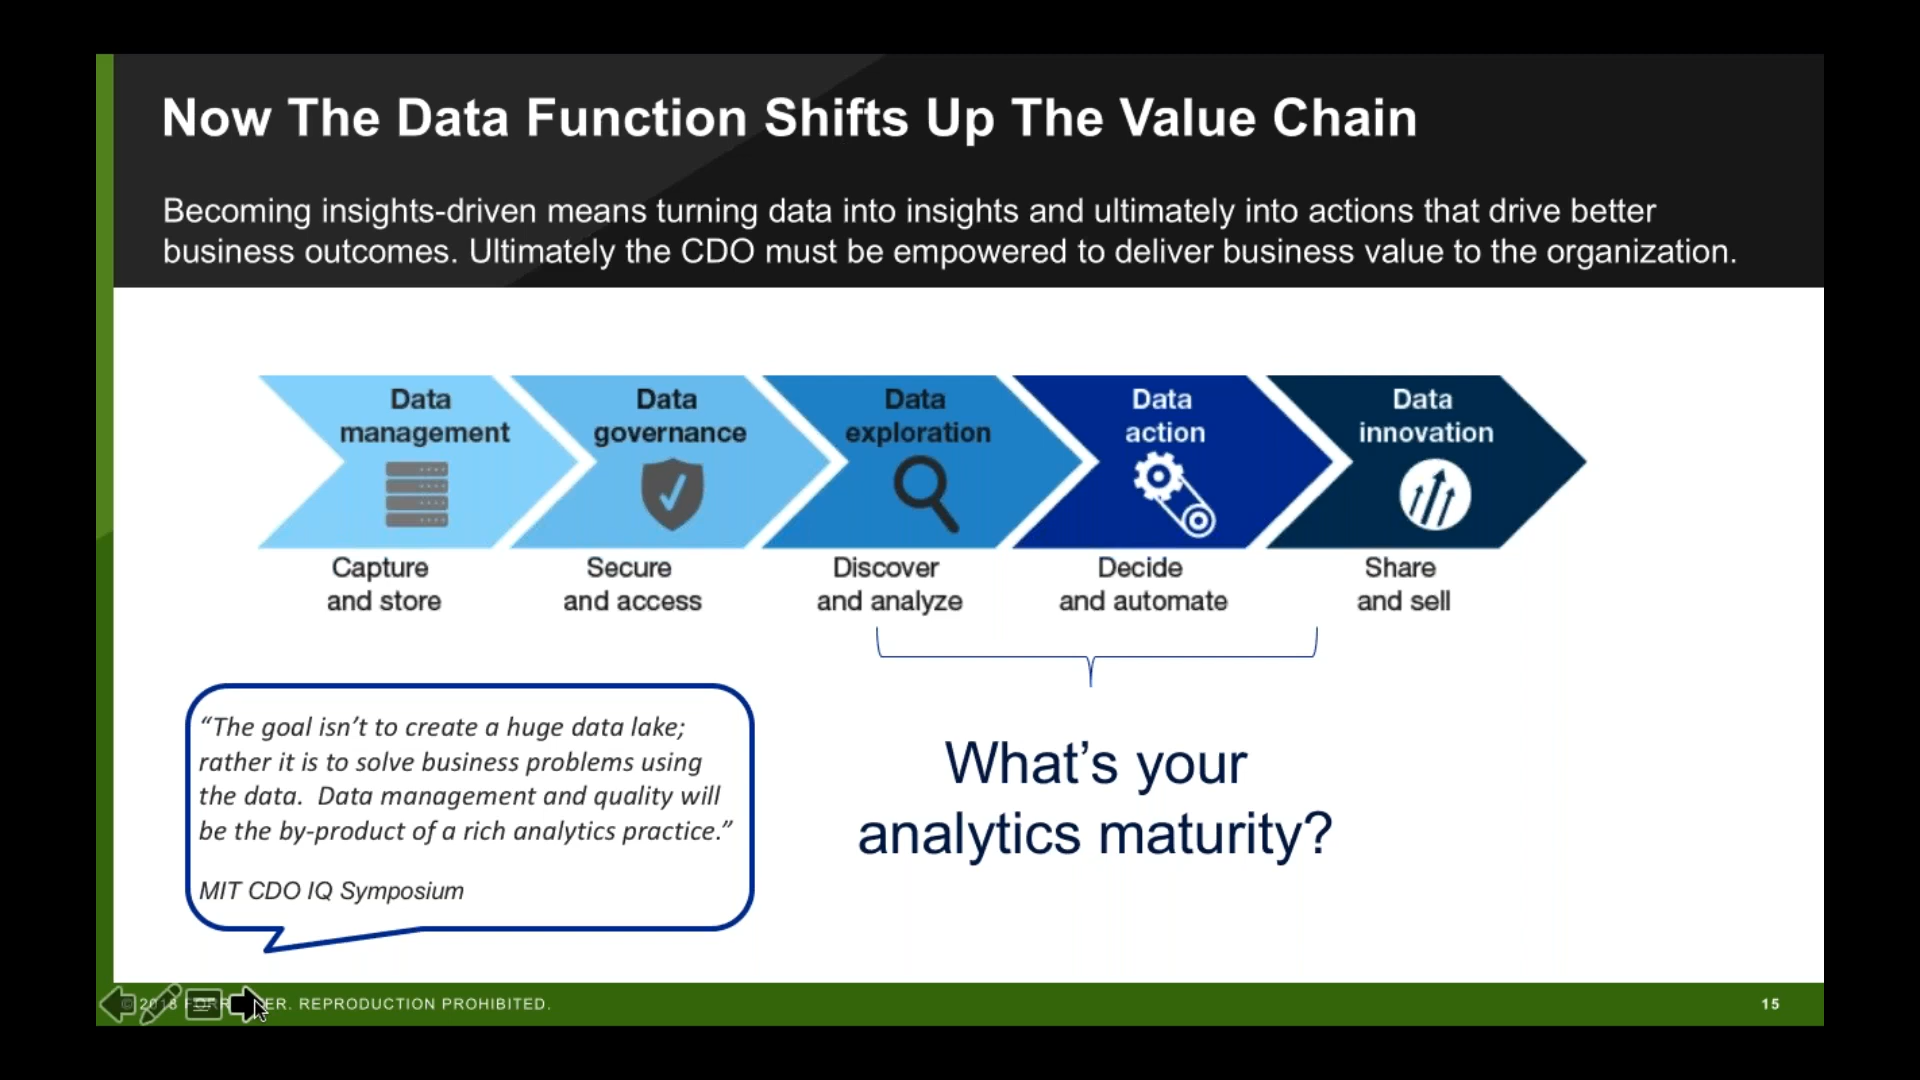 Now The Data Function Shifts Up The Value Chain
Becoming insights-driven means turning data into insights and ultimately into actions that drive better
business outcomes. Ultimately the CDO must be empowered to deliver business value to the organization.
Data
management
Data
governance
Data
exploration
Data
action
Data
innovation
Capture
and store
Secure
and access
Discover
and analyze
Decide
and automate
Share
and sell
“The goal isn’t to create a huge data lake;
rather it is to solve business problems using
the data.  Data management and quality will
be the by-product of a rich analytics practice.”
MIT CDO IQ Symposium
What’s your
analytics maturity?
© 2018 REPRODUCTION PROHIBITED.
15